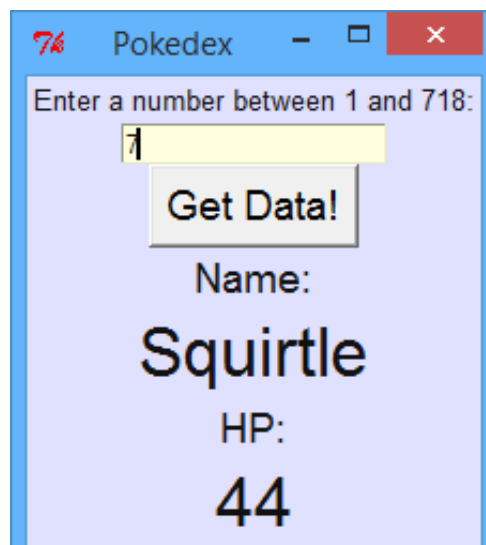 Pokedex
Enter a number between 1 and 718:
7
Get Data!
Name:
Squirtle
HP:
44